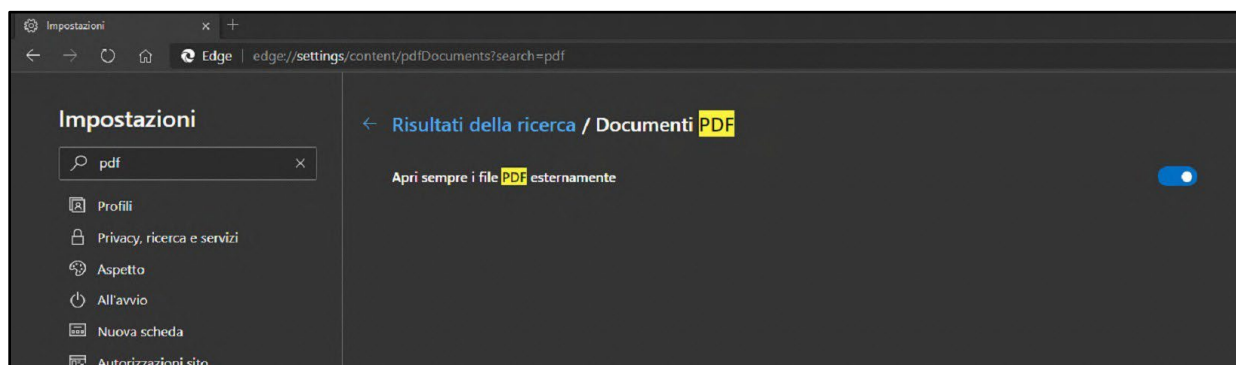 Impostazioni
Edge | edge://settings/content/pdfDocuments?search=pdf
Impostazioni
pdf
Profili
Privacy, ricerca e servizi
Aspetto
All'avvio
Nuova scheda
Autorizzazioni sito
Risultati della ricerca / Documenti PDF
Apri sempre i file PDF esternamente